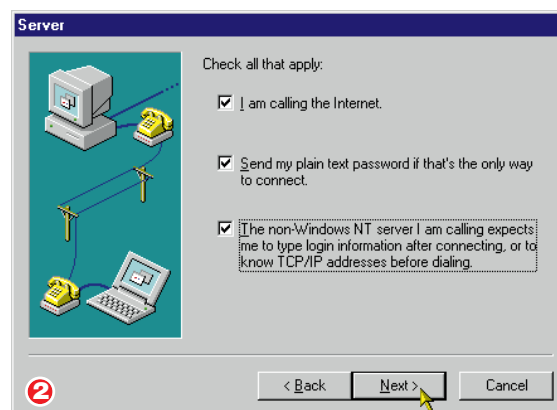 Server
Check all that apply:
I am calling the Internet.
Send my plain text password if that's the only way
to connect.
The non-Windows NT server I am calling expects
me to type login information after connecting, or to
know TCP/IP addresses before dialing.
2
< Back
Next >
Cancel